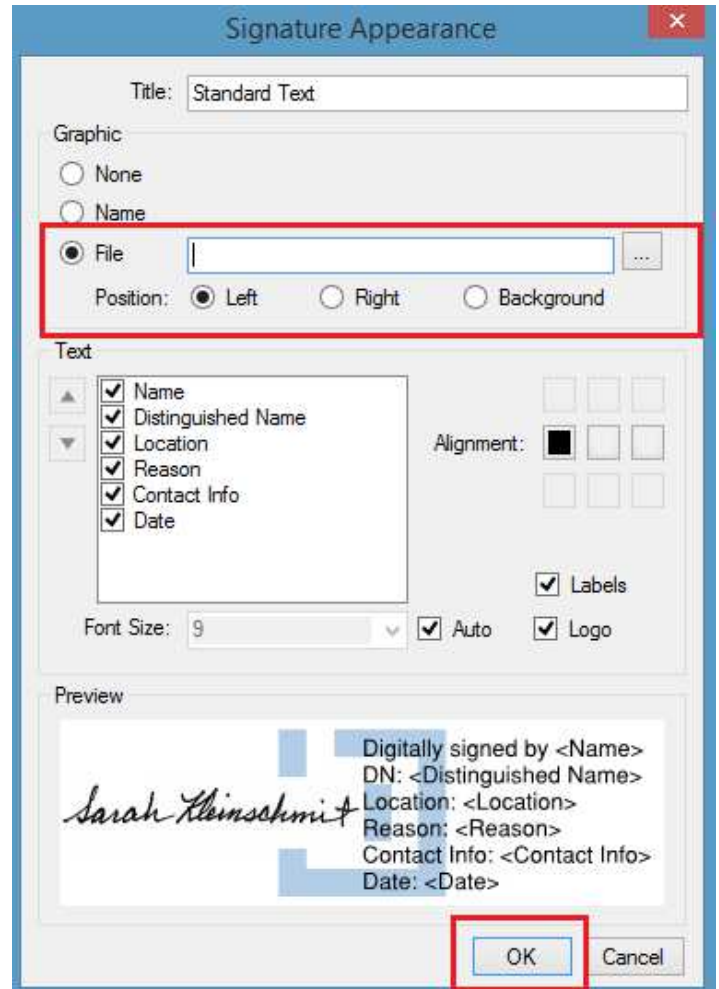 Signature Appearance
Title: Standard Text
Graphic
None
Name
File ...
Position: Left Right Background
Text
Name
Distinguished Name
Location
Reason
Contact Info
Date
Alignment:
Labels
Font Size: 9 Auto Logo
Preview
Sarah Kleinschmit
Digitally signed by <Name>
DN: <Distinguished Name>
Location: <Location>
Reason: <Reason>
Contact Info: <Contact Info>
Date: <Date>
OK Cancel